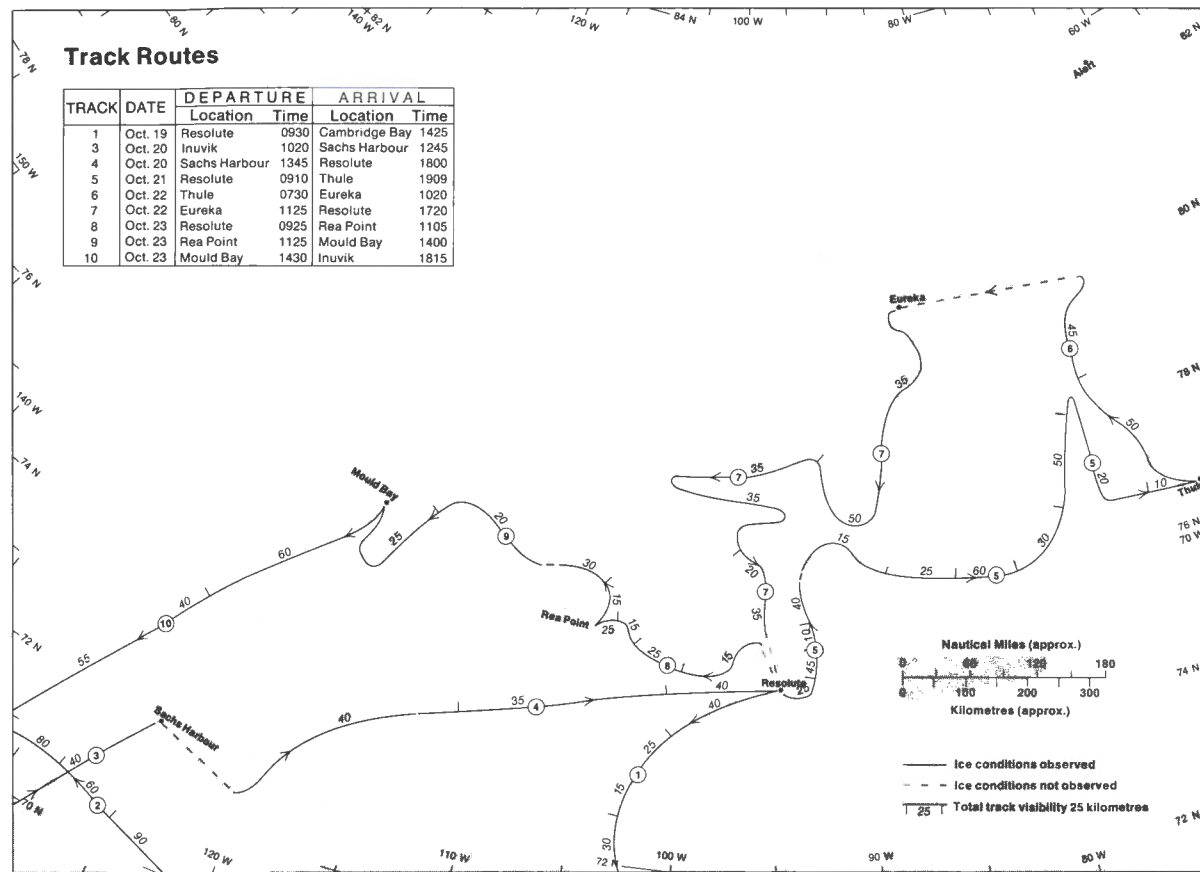 80 N
140 W
82 N
120 W
84 N
100 W
80 W
60 W
82 N
78 N
Track Routes
Alert
TRACK DATE DEPARTURE ARRIVAL
Location Time Location Time
1 Oct. 19 Resolute 0930 Cambridge Bay 1425
3 Oct. 20 Inuvik 1020 Sachs Harbour 1245
4 Oct. 20 Sachs Harbour 1345 Resolute 1800
5 Oct. 21 Resolute 0910 Thule 1909
6 Oct. 22 Thule 0730 Eureka 1020
7 Oct. 22 Eureka 1125 Resolute 1720
8 Oct. 23 Resolute 0925 Rea Point 1105
9 Oct. 23 Rea Point 1125 Mould Bay 1400
10 Oct. 23 Mould Bay 1430 Inuvik 1815
150 W
80 N
76 N
Eureka
45
6
78 N
35
140 W
50
7
74 N
Mould Bay
7 35
50
5
20
10
Thule
35
50
76 N
70 W
20
9
25
60
15
30
30
20
25
60 5
7
40
40
15
10
Rea Point
25
15
35
10
72 N
25
8
15
5
45
55
Nautical Miles (approx.)
0 60 120 180
74 N
Resolute
20
40
40
35
4
40
0 100 200 300
Kilometres (approx.)
Sachs Harbour
80
40
3
25
1
15
Ice conditions observed
Ice conditions not observed
25 Total track visibility 25 kilometres
70 N
60
2
90
30
72 N
72 N
120 W
110 W
100 W
90 W
80 W